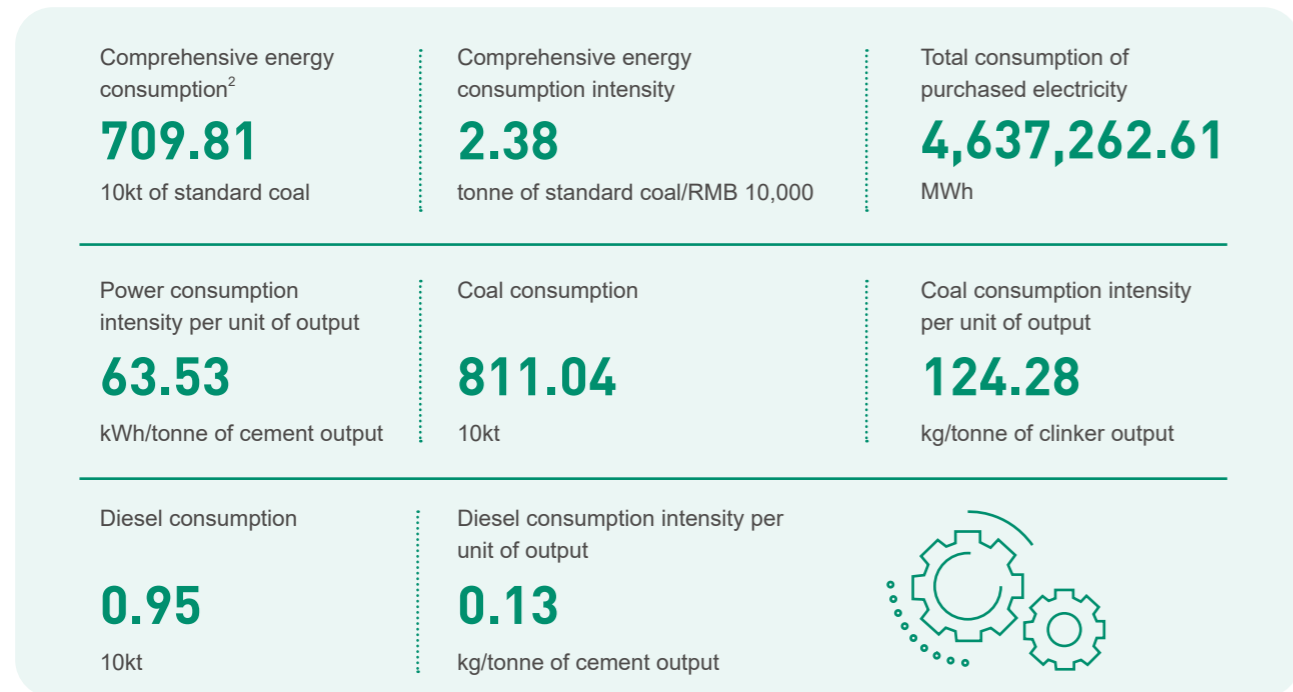 Comprehensive energy
consumption2
709.81
10kt of standard coal
Comprehensive energy
consumption intensity
2.38
tonne of standard coal/RMB 10,000
Total consumption of
purchased electricity
4,637,262.61
MWh
Power consumption
intensity per unit of output
63.53
kWh/tonne of cement output
Coal consumption
811.04
10kt
Coal consumption intensity
per unit of output
124.28
kg/tonne of clinker output
Diesel consumption
0.95
10kt
Diesel consumption intensity per
unit of output
0.13
kg/tonne of cement output